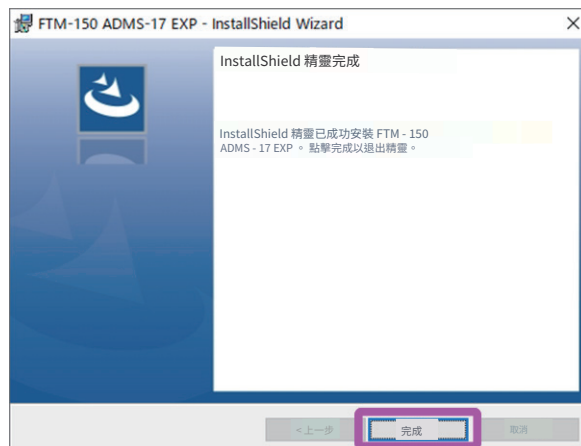 FTM-150 ADMS-17 EXP - InstallShield Wizard
InstallShield 精靈完成
InstallShield 精靈已成功安裝 FTM - 150
ADMS - 17 EXP 。 點擊完成以退出精靈。
<上一步 完成 取消